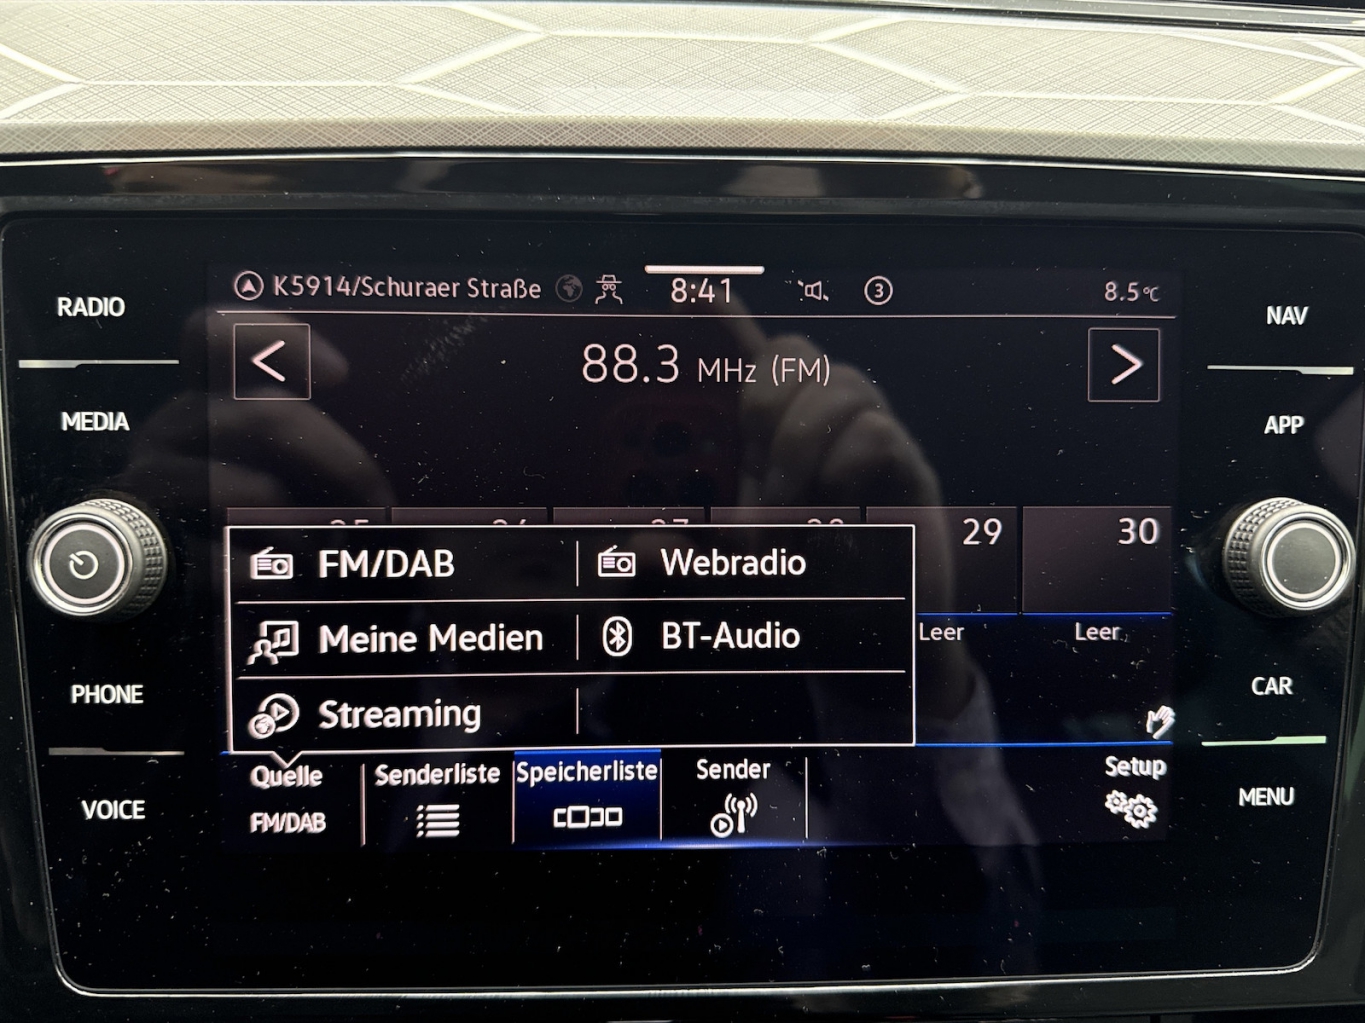 K5914/Schuraer Straße 8:41 3 8.5°C
RADIO
NAV
< 88.3 MHz (FM) >
MEDIA
APP
29 30
FM/DAB Webradio
Leer Leer
Meine Medien BT-Audio
PHONE
CAR
Streaming
Quelle Senderliste Speicherliste Sender Setup
FM/DAB
VOICE
MENU